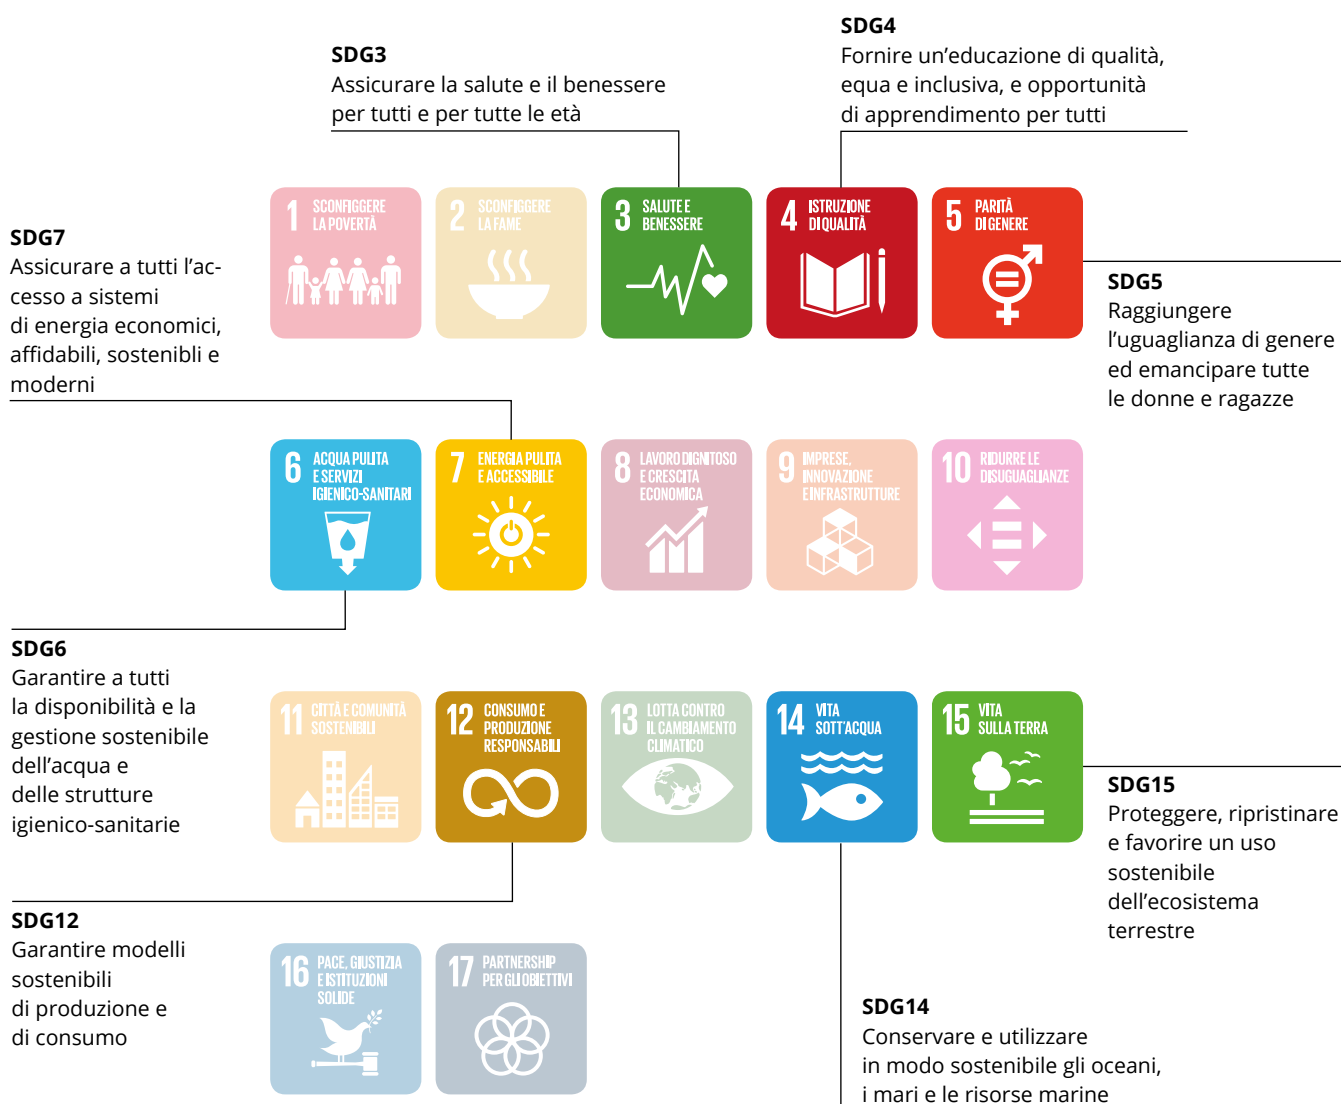 SDG3
Assicurare la salute e il benessere
per tutti e per tutte le età
SDG4
Fornire un’educazione di qualità,
equa e inclusiva, e opportunità
di apprendimento per tutti
1 SCONFIGGERE
LA POVERTÀ
2 SCONFIGGERE
LA FAME
3 SALUTE E
BENESSERE
4 ISTRUZIONE
DI QUALITÀ
5 PARITÀ
DI GENERE
SDG7
Assicurare a tutti l’ac-
cesso a sistemi
di energia economici,
affidabili, sostenibli e
moderni
SDG5
Raggiungere
l’uguaglianza di genere
ed emancipare tutte
le donne e ragazze
6 ACQUA PULITA
E SERVIZI
IGIENICO-SANITARI
7 ENERGIA PULITA
E ACCESSIBILE
8 LAVORO DIGNITOSO
E CRESCITA
ECONOMICA
9 IMPRESE,
INNOVAZIONE
E INFRASTRUTTURE
10 RIDURRE LE
DISUGUAGLIANZE
SDG6
Garantire a tutti
la disponibilità e la
gestione sostenibile
dell’acqua e
delle strutture
igienico-sanitarie
11 CITTÀ E COMUNITÀ
SOSTENIBILI
12 CONSUMO E
PRODUZIONE
RESPONSABILI
13 LOTTA CONTRO
IL CAMBIAMENTO
CLIMATICO
14 VITA
SOTT'ACQUA
15 VITA
SULLA TERRA
SDG15
Proteggere, ripristinare
e favorire un uso
sostenibile
dell’ecosistema
terrestre
SDG12
Garantire modelli
sostenibili
di produzione e
di consumo
16 PACE, GIUSTIZIA
E ISTITUZIONI
SOLIDE
17 PARTNERSHIP
PER GLI OBIETTIVI
SDG14
Conservare e utilizzare
in modo sostenibile gli oceani,
i mari e le risorse marine